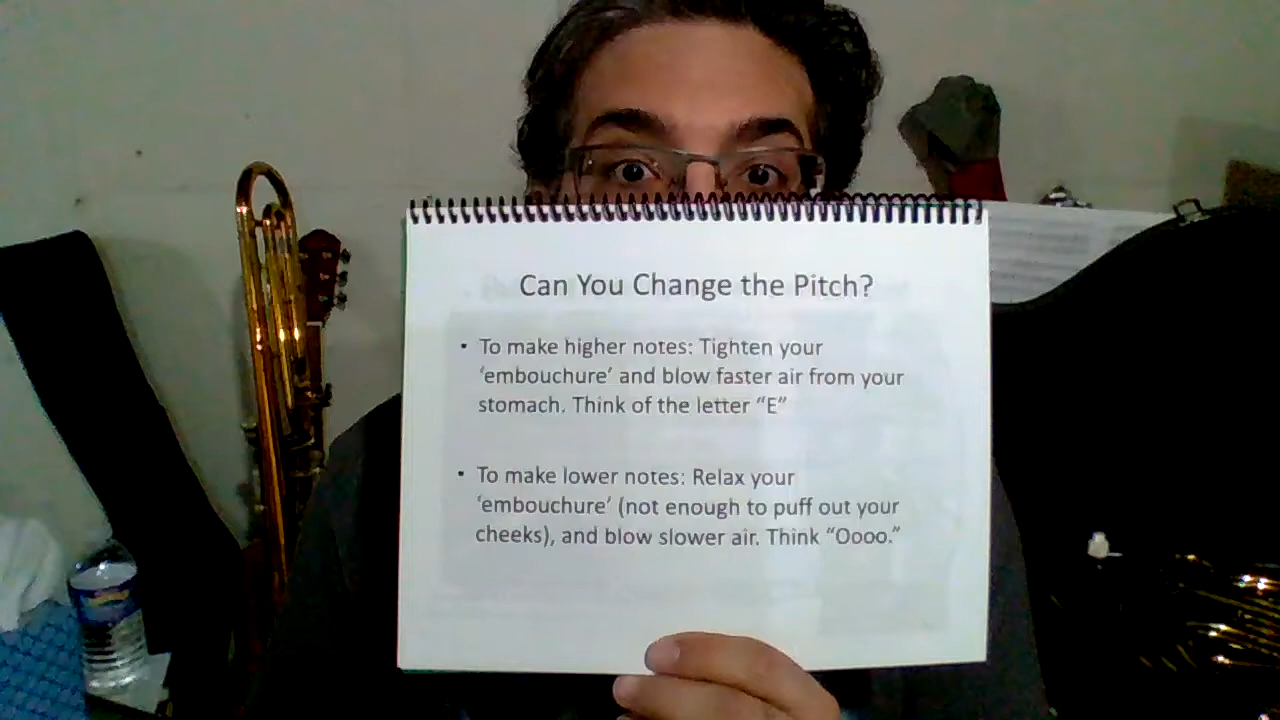 Can You Change the Pitch?
• To make higher notes: Tighten your
‘embouchure’ and blow faster air from your
stomach. Think of the letter “E”
• To make lower notes: Relax your
‘embouchure’ (not enough to puff out your
cheeks), and blow slower air. Think “Oooo.”